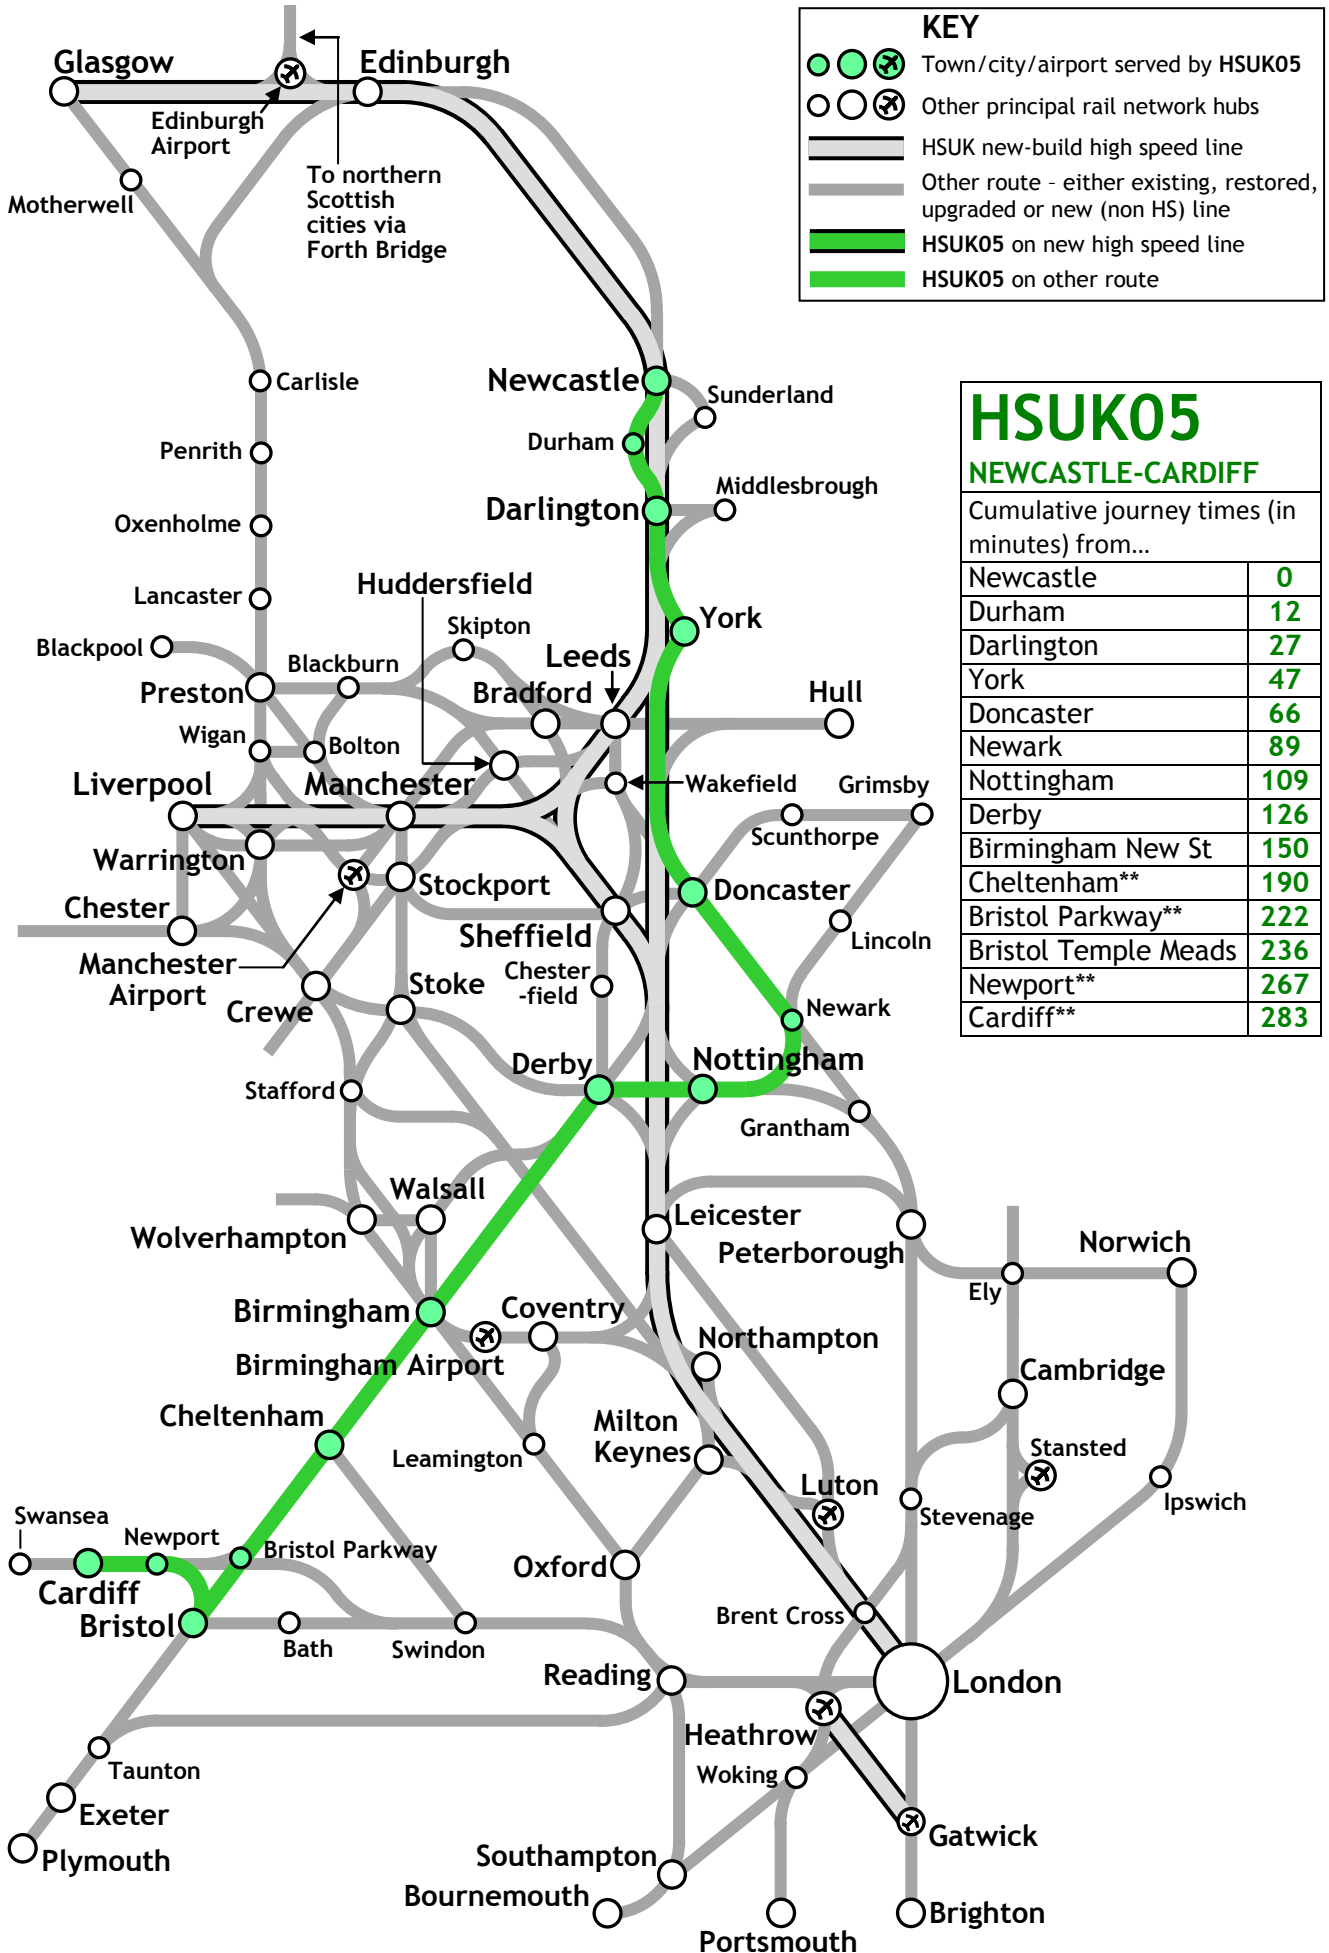 KEY
Town/city/airport served by HSUK05
Other principal rail network hubs
HSUK new-build high speed line
Other route – either existing, restored,
upgraded or new (non HS) line
HSUK05 on new high speed line
HSUK05 on other route
Glasgow
Edinburgh
Edinburgh
Airport
To northern
Scottish
cities via
Forth Bridge
Motherwell
Carlisle
Newcastle
Sunderland
Durham
Penrith
Middlesbrough
Darlington
Oxenholme
Huddersfield
Lancaster
York
Skipton
Blackpool
Leeds
Blackburn
Preston
Bradford
Hull
Wigan
Bolton
Liverpool
Manchester
Wakefield
Grimsby
Scunthorpe
Warrington
Stockport
Doncaster
Chester
Sheffield
Lincoln
Manchester
Airport
Chester
-field
Stoke
Crewe
Newark
Derby
Nottingham
Stafford
Grantham
Walsall
Leicester
Wolverhampton
Peterborough
Norwich
Ely
Birmingham
Coventry
Northampton
Birmingham Airport
Cambridge
Cheltenham
Milton
Keynes
Leamington
Stansted
Luton
Ipswich
Stevenage
Swansea
Newport
Bristol Parkway
Oxford
Cardiff
Bristol
Brent Cross
Bath
Swindon
Reading
London
Heathrow
Woking
Taunton
Exeter
Gatwick
Plymouth
Southampton
Bournemouth
Brighton
Portsmouth
HSUK05
NEWCASTLE-CARDIFF
Cumulative journey times (in
minutes) from…
Newcastle 0
Durham 12
Darlington 27
York 47
Doncaster 66
Newark 89
Nottingham 109
Derby 126
Birmingham New St 150
Cheltenham** 190
Bristol Parkway** 222
Bristol Temple Meads 236
Newport** 267
Cardiff** 283